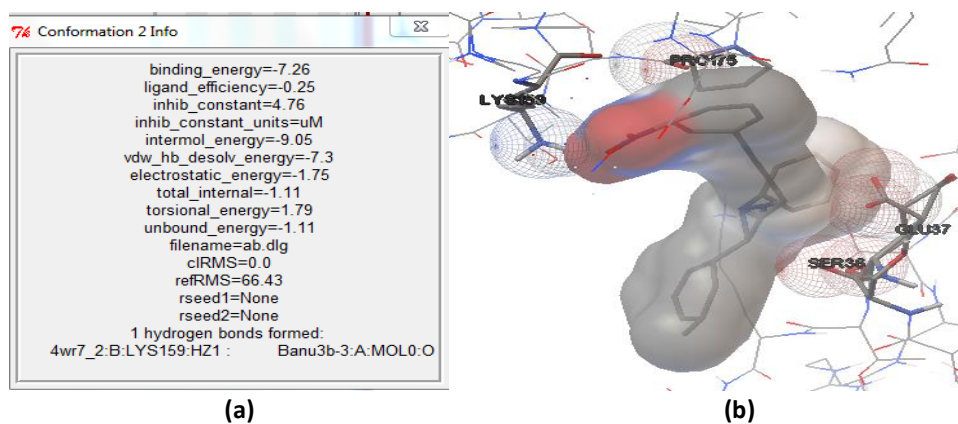 Conformation 2 Info
binding_energy=-7.26
ligand_efficiency=-0.25
inhib_constant=4.76
inhib_constant_units=uM
intermol_energy=-9.05
vdw_hb_desolv_energy=-7.3
electrostatic_energy=-1.75
total_internal=-1.11
torsional_energy=1.79
unbound_energy=-1.11
filename=ab.dlg
clRMS=0.0
refRMS=66.43
rseed1=None
rseed2=None
1 hydrogen bonds formed:
4wr7_2:B:LYS159:HZ1 : Banu3b-3:A:MOL0:O
(a)
PRO175
LYS159
GLU37
SER36
(b)